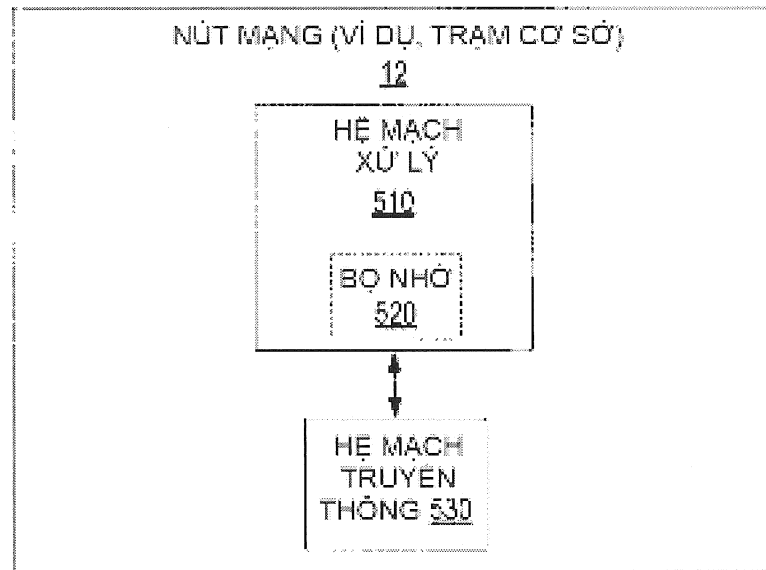 NÚT MẠNG (VÍ DỤ, TRẠM CƠ SỞ)
12
HỆ MẠCH
XỬ LÝ
510
BỘ NHỚ
520
HỆ MẠCH
TRUYỀN
THÔNG 530